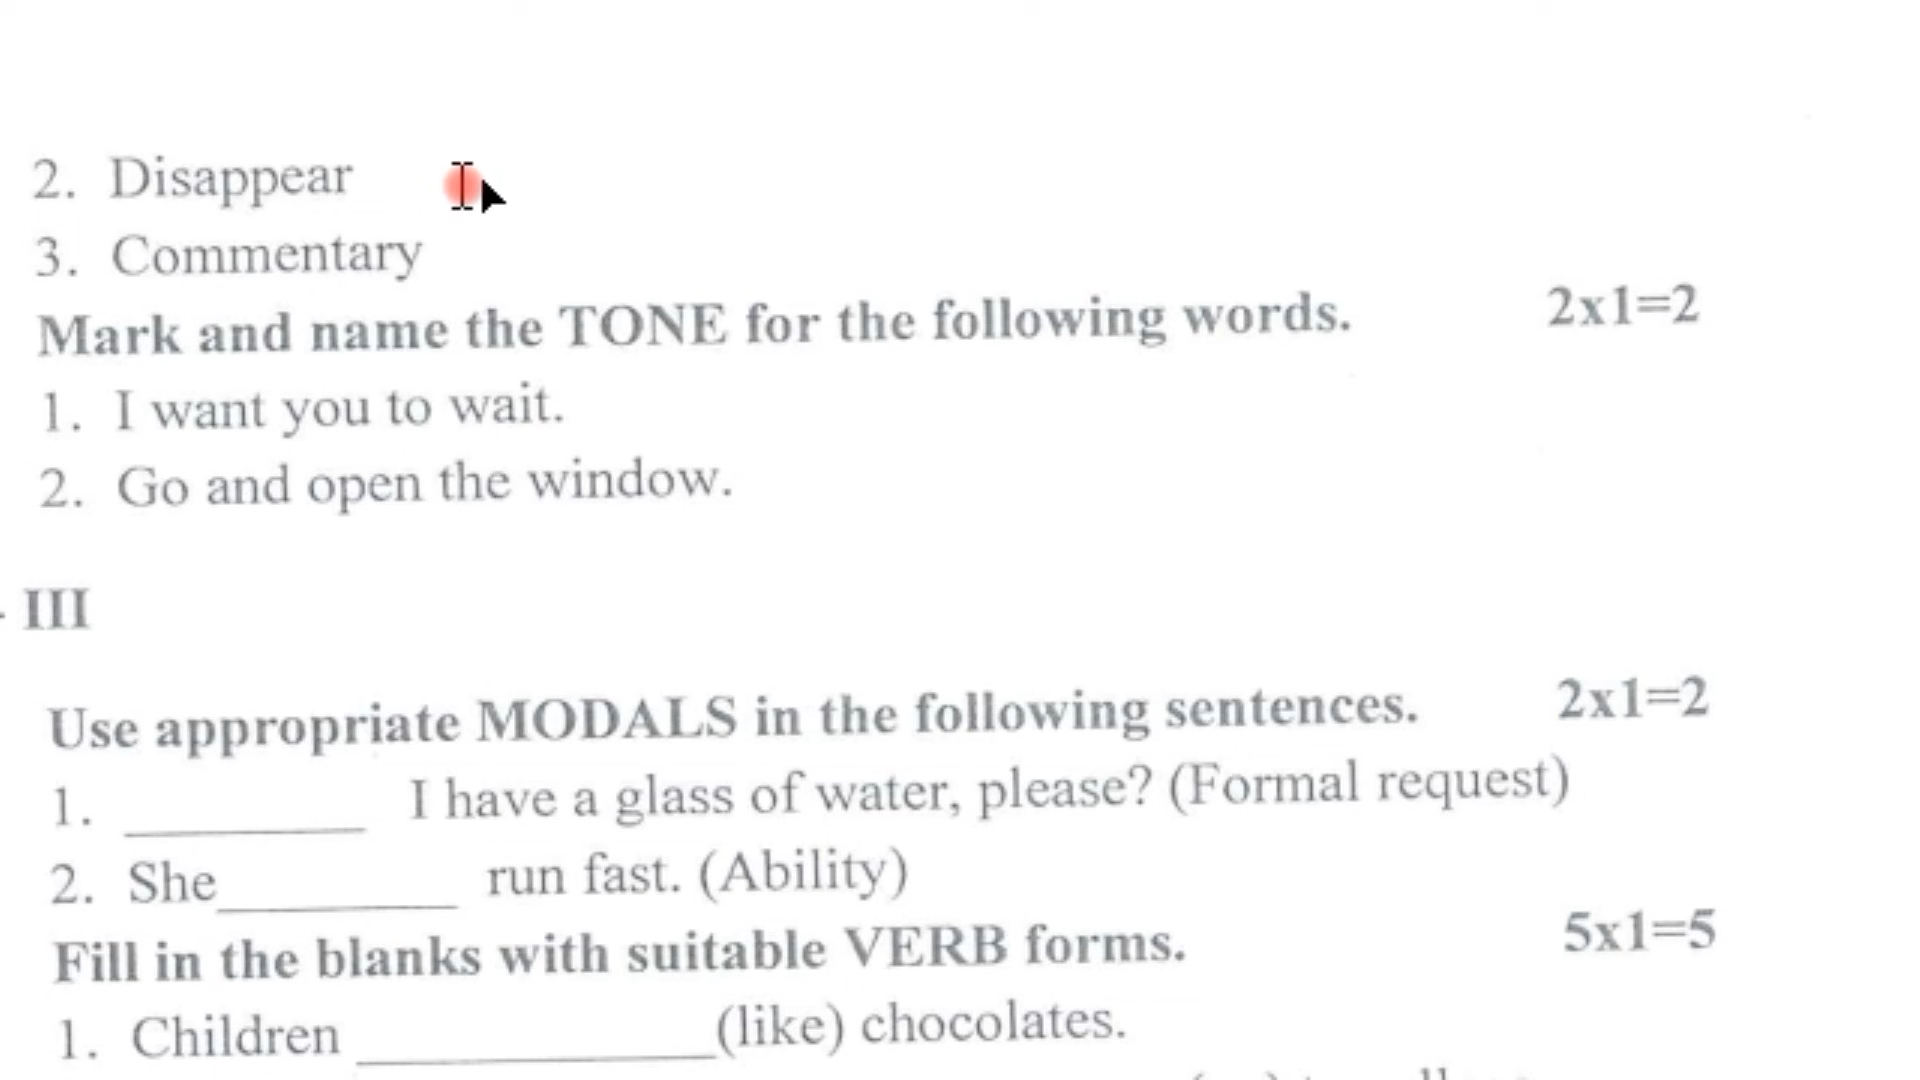 2. Disappear
3. Commentary
Mark and name the TONE for the following words. 2x1=2
1. I want you to wait.
2. Go and open the window.
- III
Use appropriate MODALS in the following sentences. 2x1=2
1. ________ I have a glass of water, please? (Formal request)
2. She________ run fast. (Ability)
Fill in the blanks with suitable VERB forms. 5x1=5
1. Children ____________(like) chocolates.